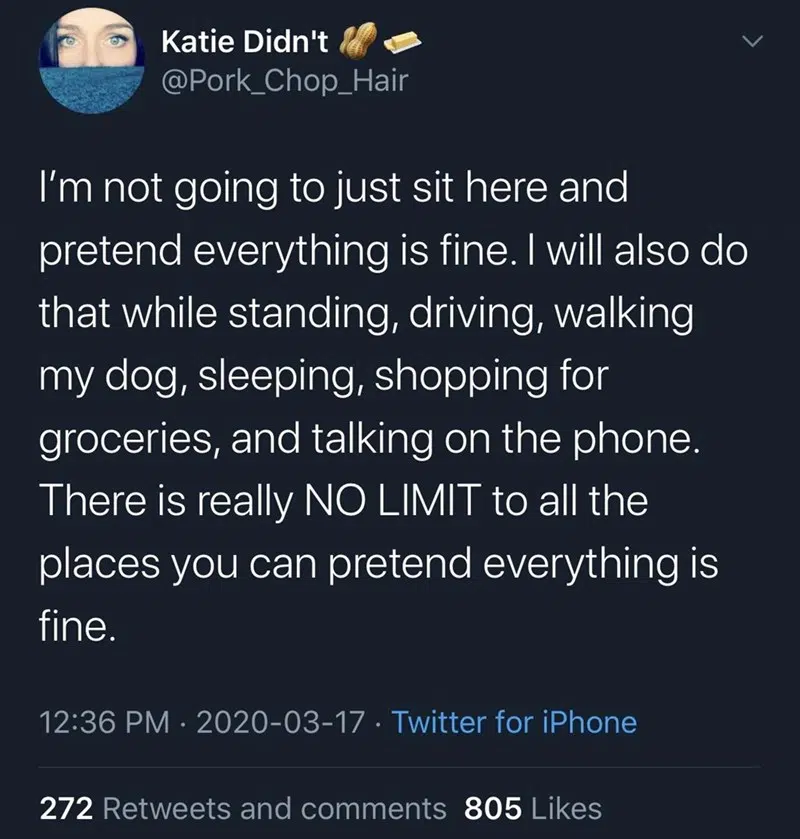 Katie Didn't 🥜🧈
@Pork_Chop_Hair
I'm not going to just sit here and
pretend everything is fine. I will also do
that while standing, driving, walking
my dog, sleeping, shopping for
groceries, and talking on the phone.
There is really NO LIMIT to all the
places you can pretend everything is
fine.
12:36 PM · 2020-03-17 · Twitter for iPhone
272 Retweets and comments 805 Likes